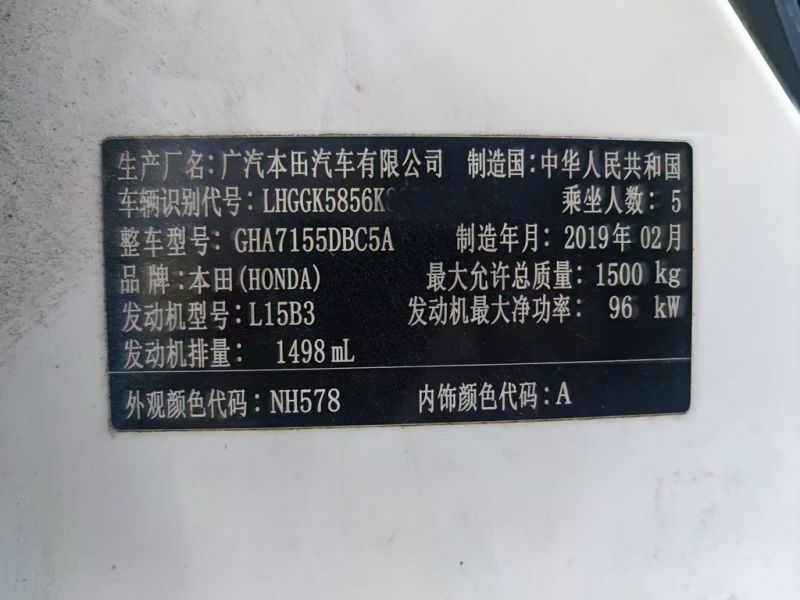 生产厂名:广汽本田汽车有限公司 制造国:中华人民共和国
车辆识别代号:LHGGK5856K 乘坐人数:5
整车型号:GHA7155DBC5A 制造年月:2019年02月
品牌:本田(HONDA) 最大允许总质量:1500 kg
发动机型号:L15B3 发动机最大净功率: 96 kW
发动机排量: 1498 mL
外观颜色代码:NH578 内饰颜色代码:A